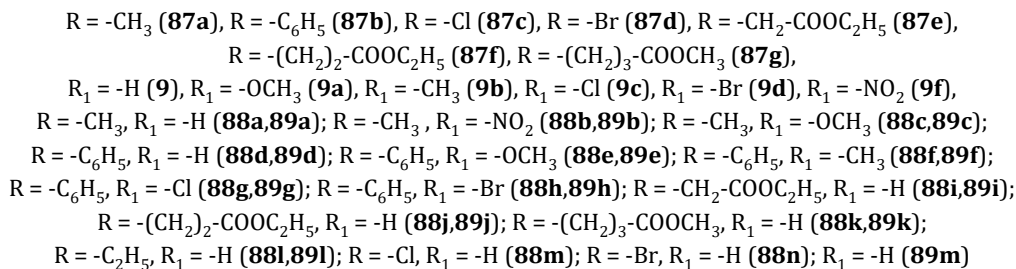 R = -CH₃ (87a), R = -C₆H₅ (87b), R = -Cl (87c), R = -Br (87d), R = -CH₂-COOC₂H₅ (87e),
R = -(CH₂)₂-COOC₂H₅ (87f), R = -(CH₂)₃-COOCH₃ (87g),
R₁ = -H (9), R₁ = -OCH₃ (9a), R₁ = -CH₃ (9b), R₁ = -Cl (9c), R₁ = -Br (9d), R₁ = -NO₂ (9f),
R = -CH₃, R₁ = -H (88a,89a); R = -CH₃ , R₁ = -NO₂ (88b,89b); R = -CH₃, R₁ = -OCH₃ (88c,89c);
R = -C₆H₅, R₁ = -H (88d,89d); R = -C₆H₅, R₁ = -OCH₃ (88e,89e); R = -C₆H₅, R₁ = -CH₃ (88f,89f);
R = -C₆H₅, R₁ = -Cl (88g,89g); R = -C₆H₅, R₁ = -Br (88h,89h); R = -CH₂-COOC₂H₅, R₁ = -H (88i,89i);
R = -(CH₂)₂-COOC₂H₅, R₁ = -H (88j,89j); R = -(CH₂)₃-COOCH₃, R₁ = -H (88k,89k);
R = -C₂H₅, R₁ = -H (88l,89l); R = -Cl, R₁ = -H (88m); R = -Br, R₁ = -H (88n); R₁ = -H (89m)